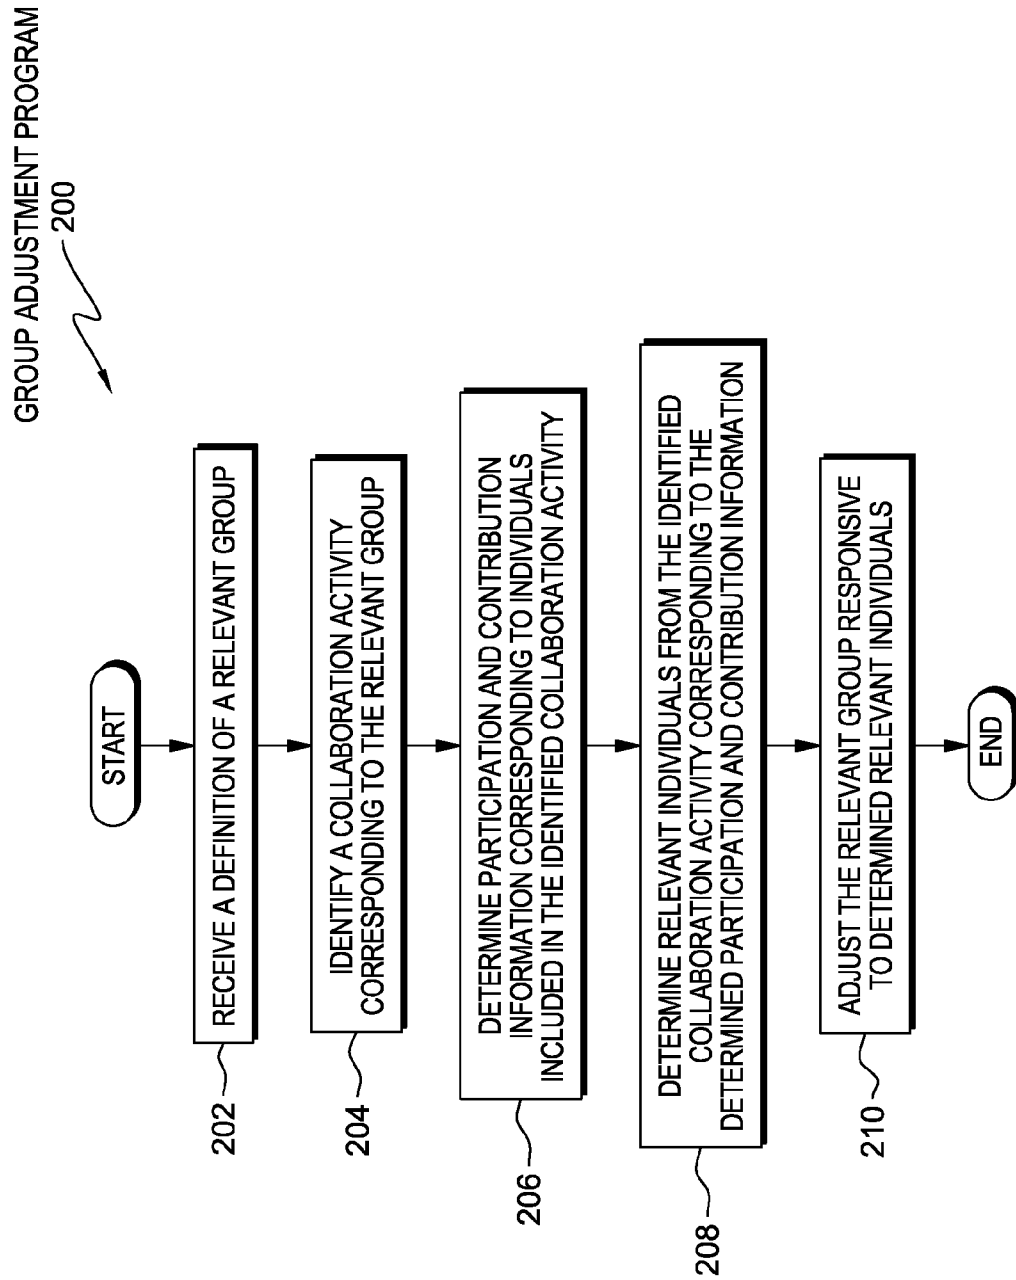 GROUP ADJUSTMENT PROGRAM
200
START
202
RECEIVE A DEFINITION OF A RELEVANT GROUP
204
IDENTIFY A COLLABORATION ACTIVITY
CORRESPONDING TO THE RELEVANT GROUP
206
DETERMINE PARTICIPATION AND CONTRIBUTION
INFORMATION CORRESPONDING TO INDIVIDUALS
INCLUDED IN THE IDENTIFIED COLLABORATION ACTIVITY
208
DETERMINE RELEVANT INDIVIDUALS FROM THE IDENTIFIED
COLLABORATION ACTIVITY CORRESPONDING TO THE
DETERMINED PARTICIPATION AND CONTRIBUTION INFORMATION
210
ADJUST THE RELEVANT GROUP RESPONSIVE
TO DETERMINED RELEVANT INDIVIDUALS
END